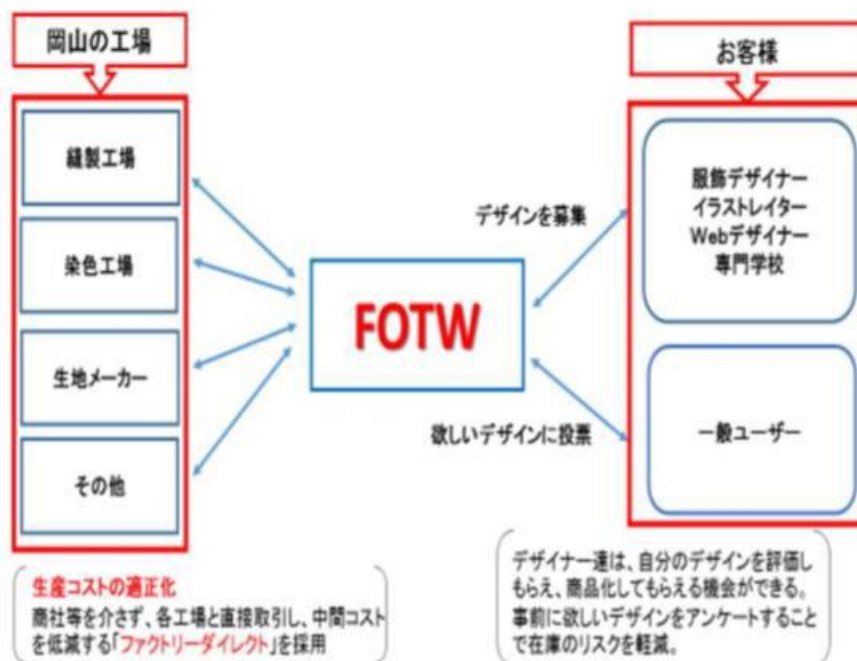 岡山の工場
縫製工場
染色工場
生地メーカー
その他
生産コストの適正化
商社等を介さず、各工場と直接取引し、中間コスト
を低減する「ファクトリーダイレクト」を採用
デザインを募集
FOTW
欲しいデザインに投票
お客様
服飾デザイナー
イラストレイター
Webデザイナー
専門学校
一般ユーザー
デザイナー達は、自分のデザインを評価し
もらえ、商品化してもらえる機会ができる。
事前に欲しいデザインをアンケートすること
で在庫のリスクを軽減。